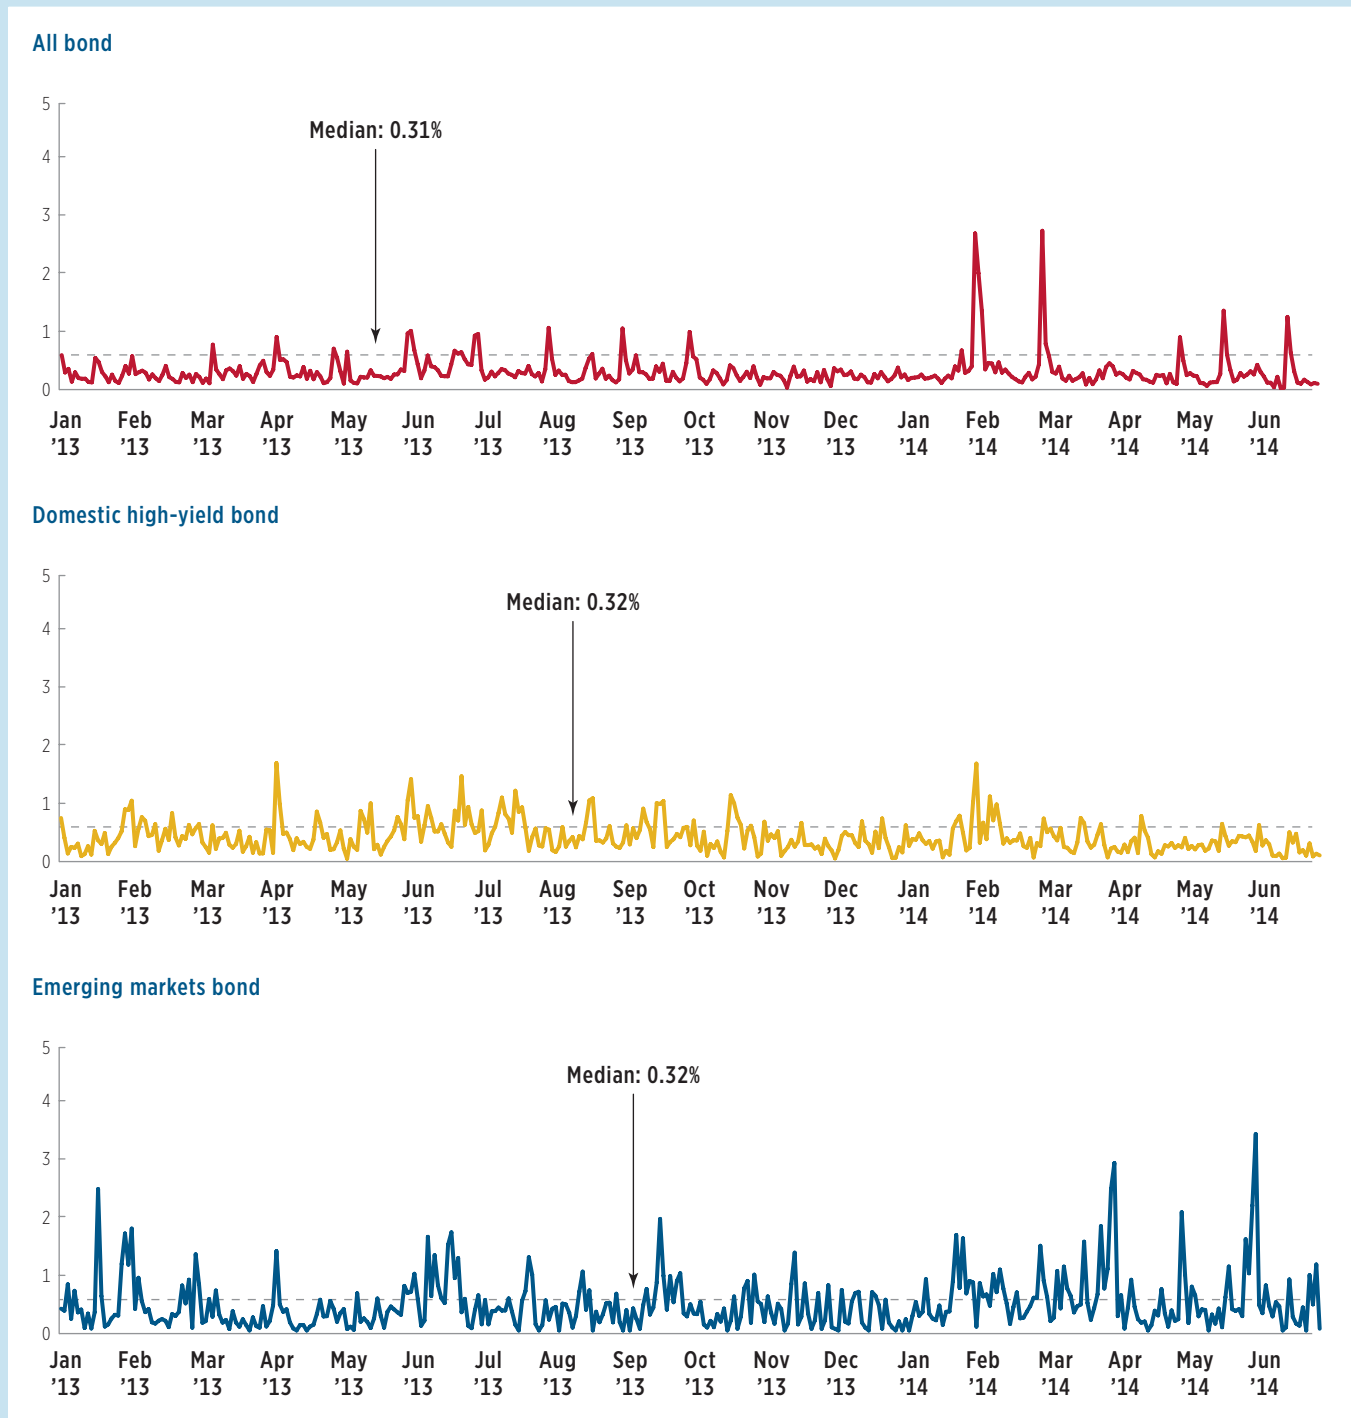 All bond
Median: 0.31%
5
4
3
2
1
0
Jan Feb Mar Apr May Jun Jul Aug Sep Oct Nov Dec Jan Feb Mar Apr May Jun
’13 ’13 ’13 ’13 ’13 ’13 ’13 ’13 ’13 ’13 ’13 ’13 ’14 ’14 ’14 ’14 ’14 ’14
Domestic high-yield bond
Median: 0.32%
5
4
3
2
1
0
Jan Feb Mar Apr May Jun Jul Aug Sep Oct Nov Dec Jan Feb Mar Apr May Jun
’13 ’13 ’13 ’13 ’13 ’13 ’13 ’13 ’13 ’13 ’13 ’13 ’14 ’14 ’14 ’14 ’14 ’14
Emerging markets bond
Median: 0.32%
5
4
3
2
1
0
Jan Feb Mar Apr May Jun Jul Aug Sep Oct Nov Dec Jan Feb Mar Apr May Jun
’13 ’13 ’13 ’13 ’13 ’13 ’13 ’13 ’13 ’13 ’13 ’13 ’14 ’14 ’14 ’14 ’14 ’14